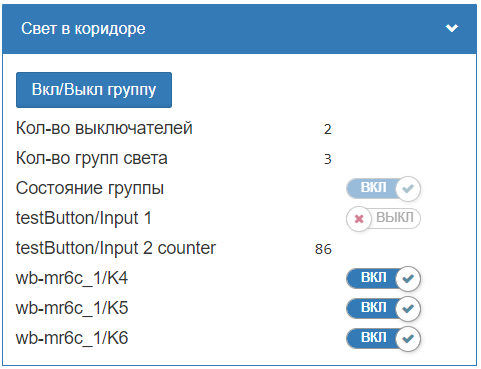 Свет в коридоре
Вкл/Выкл группу
Кол-во выключателей 2
Кол-во групп света 3
Состояние группы ВКЛ
testButton/Input 1 ВЫКЛ
testButton/Input 2 counter 86
wb-mr6c_1/K4 ВКЛ
wb-mr6c_1/K5 ВКЛ
wb-mr6c_1/K6 ВКЛ